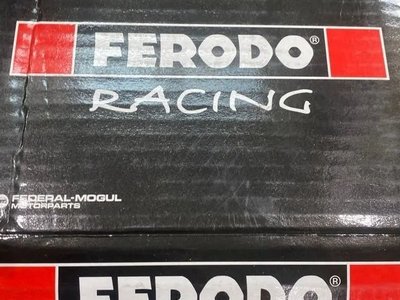 FERODO®
RACING
FEDERAL-MOGUL
MOTORPARTS
FERODO®